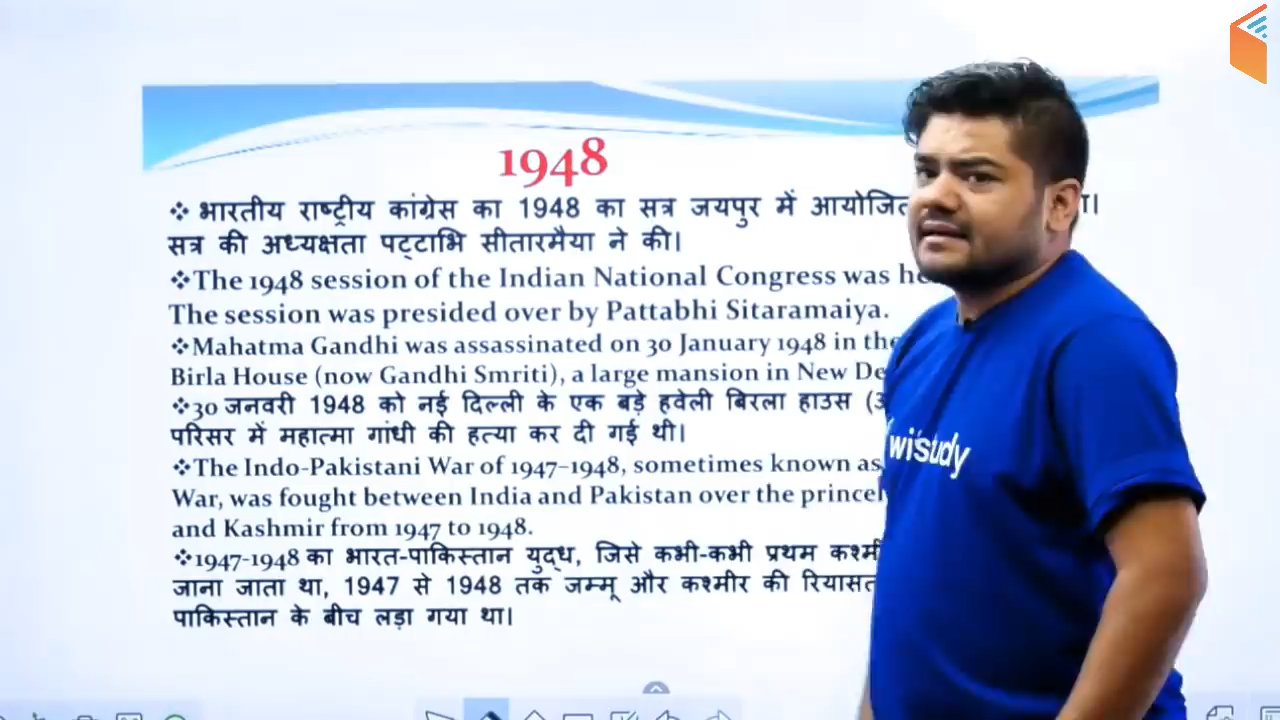 1948
❖ भारतीय राष्ट्रीय कांग्रेस का 1948 का सत्र जयपुर में आयोजित
सत्र की अध्यक्षता पट्टाभि सीतारमैया ने की।
❖The 1948 session of the Indian National Congress was
The session was presided over by Pattabhi Sitaramaiya.
❖Mahatma Gandhi was assassinated on 30 January 1948 in the
Birla House (now Gandhi Smriti), a large mansion in New
❖30 जनवरी 1948 को नई दिल्ली के एक बड़े हवेली बिरला हाउस
परिसर में महात्मा गांधी की हत्या कर दी गई थी।
❖The Indo-Pakistani War of 1947–1948, sometimes known as
War, was fought between India and Pakistan over the
and Kashmir from 1947 to 1948.
❖1947-1948 का भारत-पाकिस्तान युद्ध, जिसे कभी-कभी प्रथम
जाना जाता था, 1947 से 1948 तक जम्मू और कश्मीर की रियासत
पाकिस्तान के बीच लड़ा गया था।
wifistudy